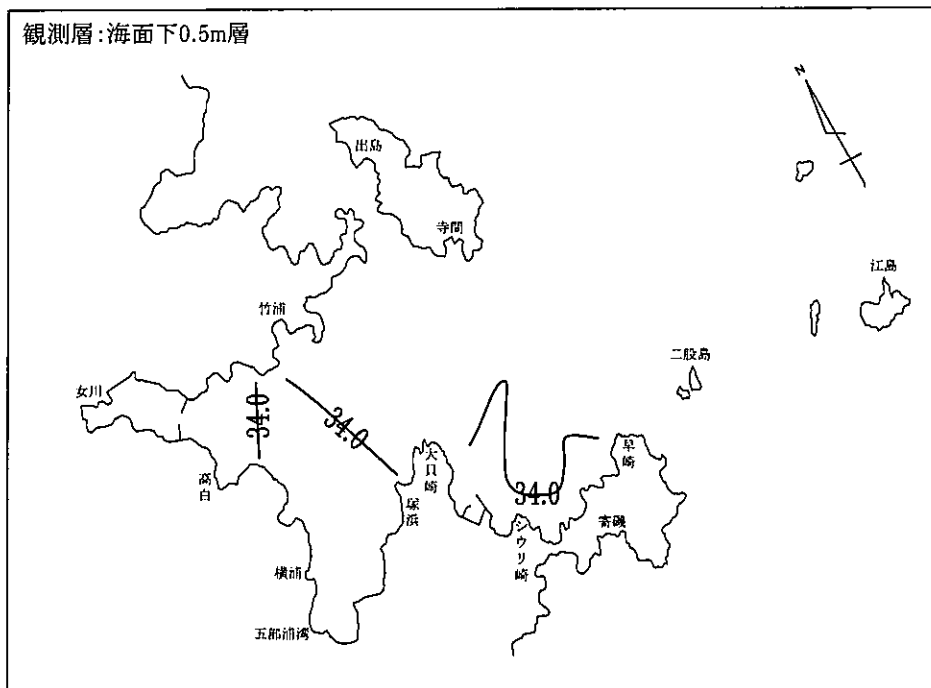 観測層:海面下0.5m層
N
出島
寺間
江島
竹浦
二股島
女川
34.0
34.0
大貝崎
早崎
高白
34.0
塚浜
シウリ崎
寄磯
横浦
五部浦湾